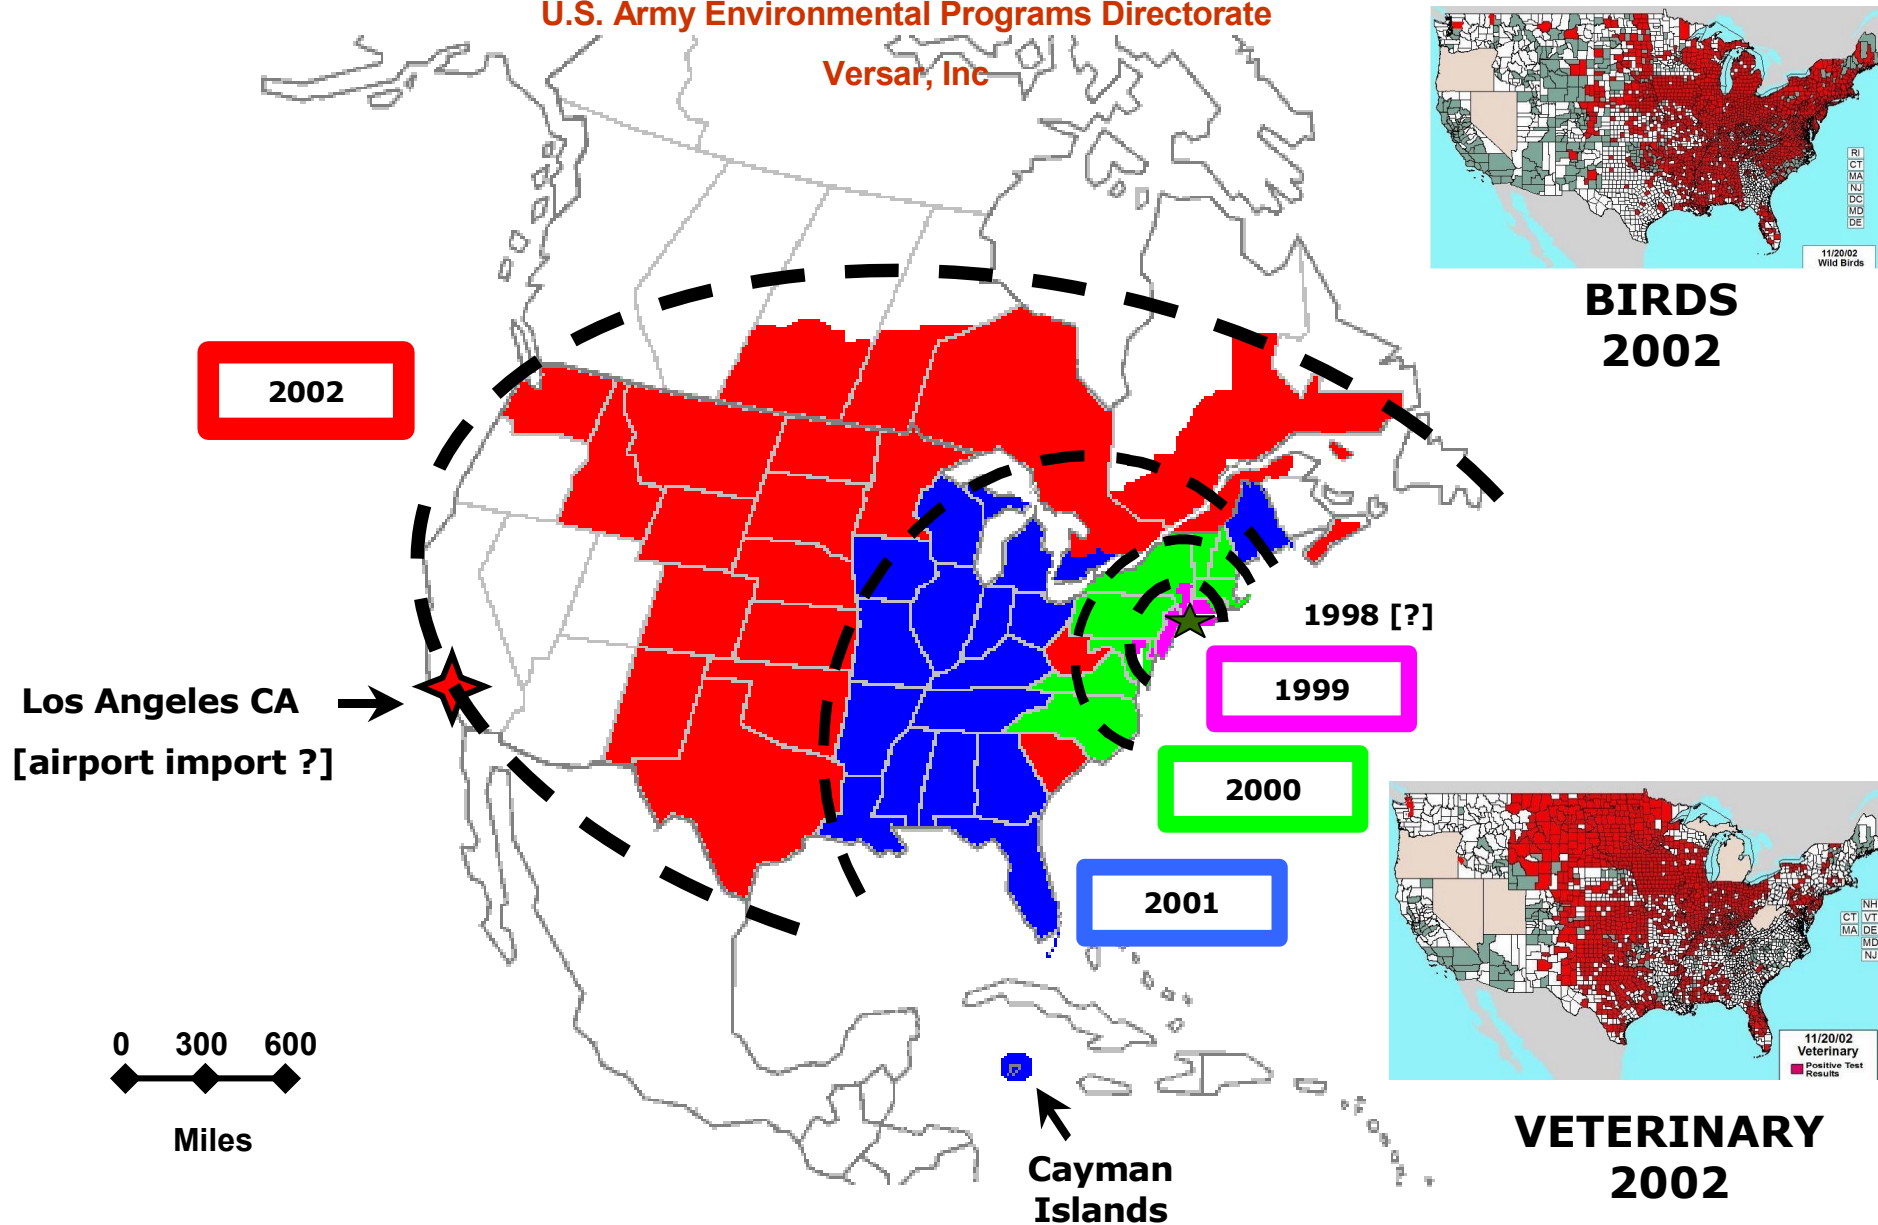 U.S. Army Environmental Programs Directorate
Versar, Inc
RI
CT
MA
NJ
DC
MD
DE
11/20/02
Wild Birds
BIRDS
2002
2002
1998 [?]
1999
Los Angeles CA
[airport import ?]
2000
2001
NH
CT VT
MA DE
MD
NJ
11/20/02
Veterinary
Positive Test
Results
0 300 600
Miles
Cayman
Islands
VETERINARY
2002